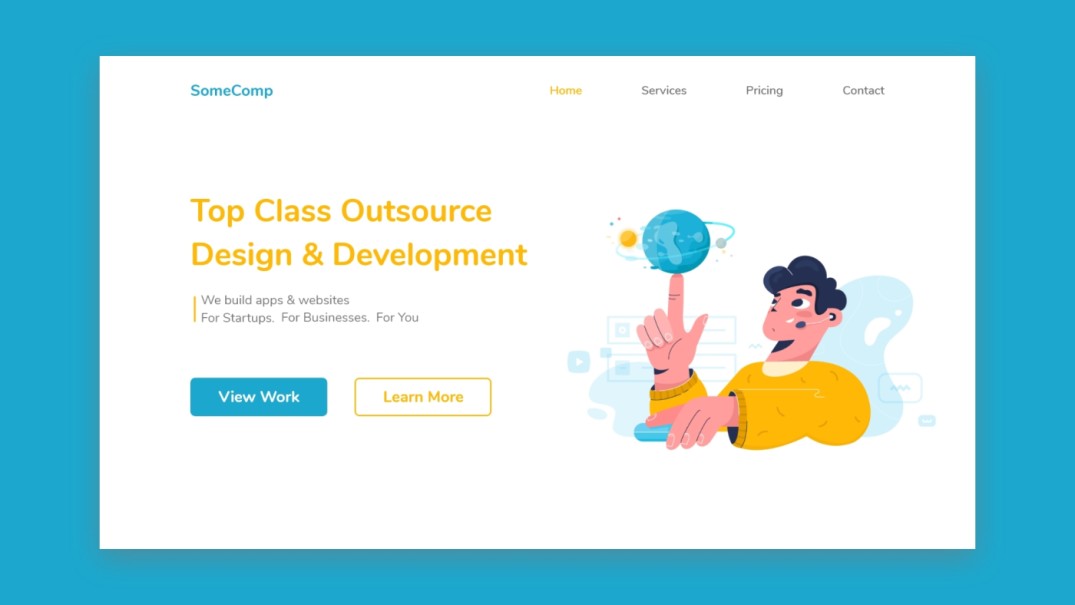 SomeComp
Home Services Pricing Contact
Top Class Outsource
Design & Development
We build apps & websites
For Startups. For Businesses. For You
View Work
Learn More